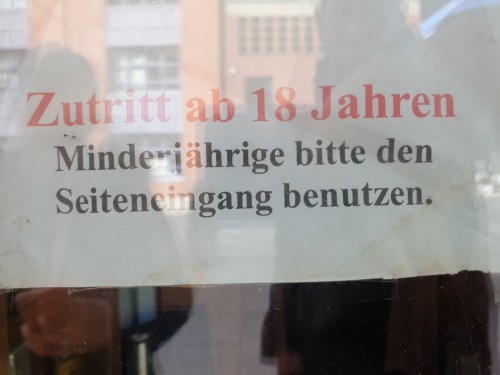 Zutritt ab 18 Jahren
Minderjährige bitte den
Seiteneingang benutzen.